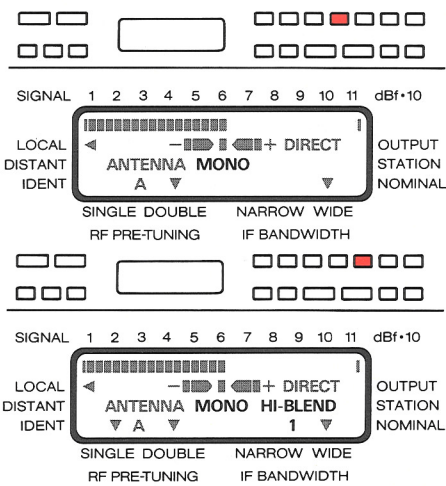 SIGNAL 1 2 3 4 5 6 7 8 9 10 11 dBf•10
LOCAL − + DIRECT OUTPUT
DISTANT ANTENNA MONO STATION
IDENT A NOMINAL
SINGLE DOUBLE NARROW WIDE
RF PRE-TUNING IF BANDWIDTH
SIGNAL 1 2 3 4 5 6 7 8 9 10 11 dBf•10
LOCAL − + DIRECT OUTPUT
DISTANT ANTENNA MONO HI-BLEND STATION
IDENT A 1 NOMINAL
SINGLE DOUBLE NARROW WIDE
RF PRE-TUNING IF BANDWIDTH